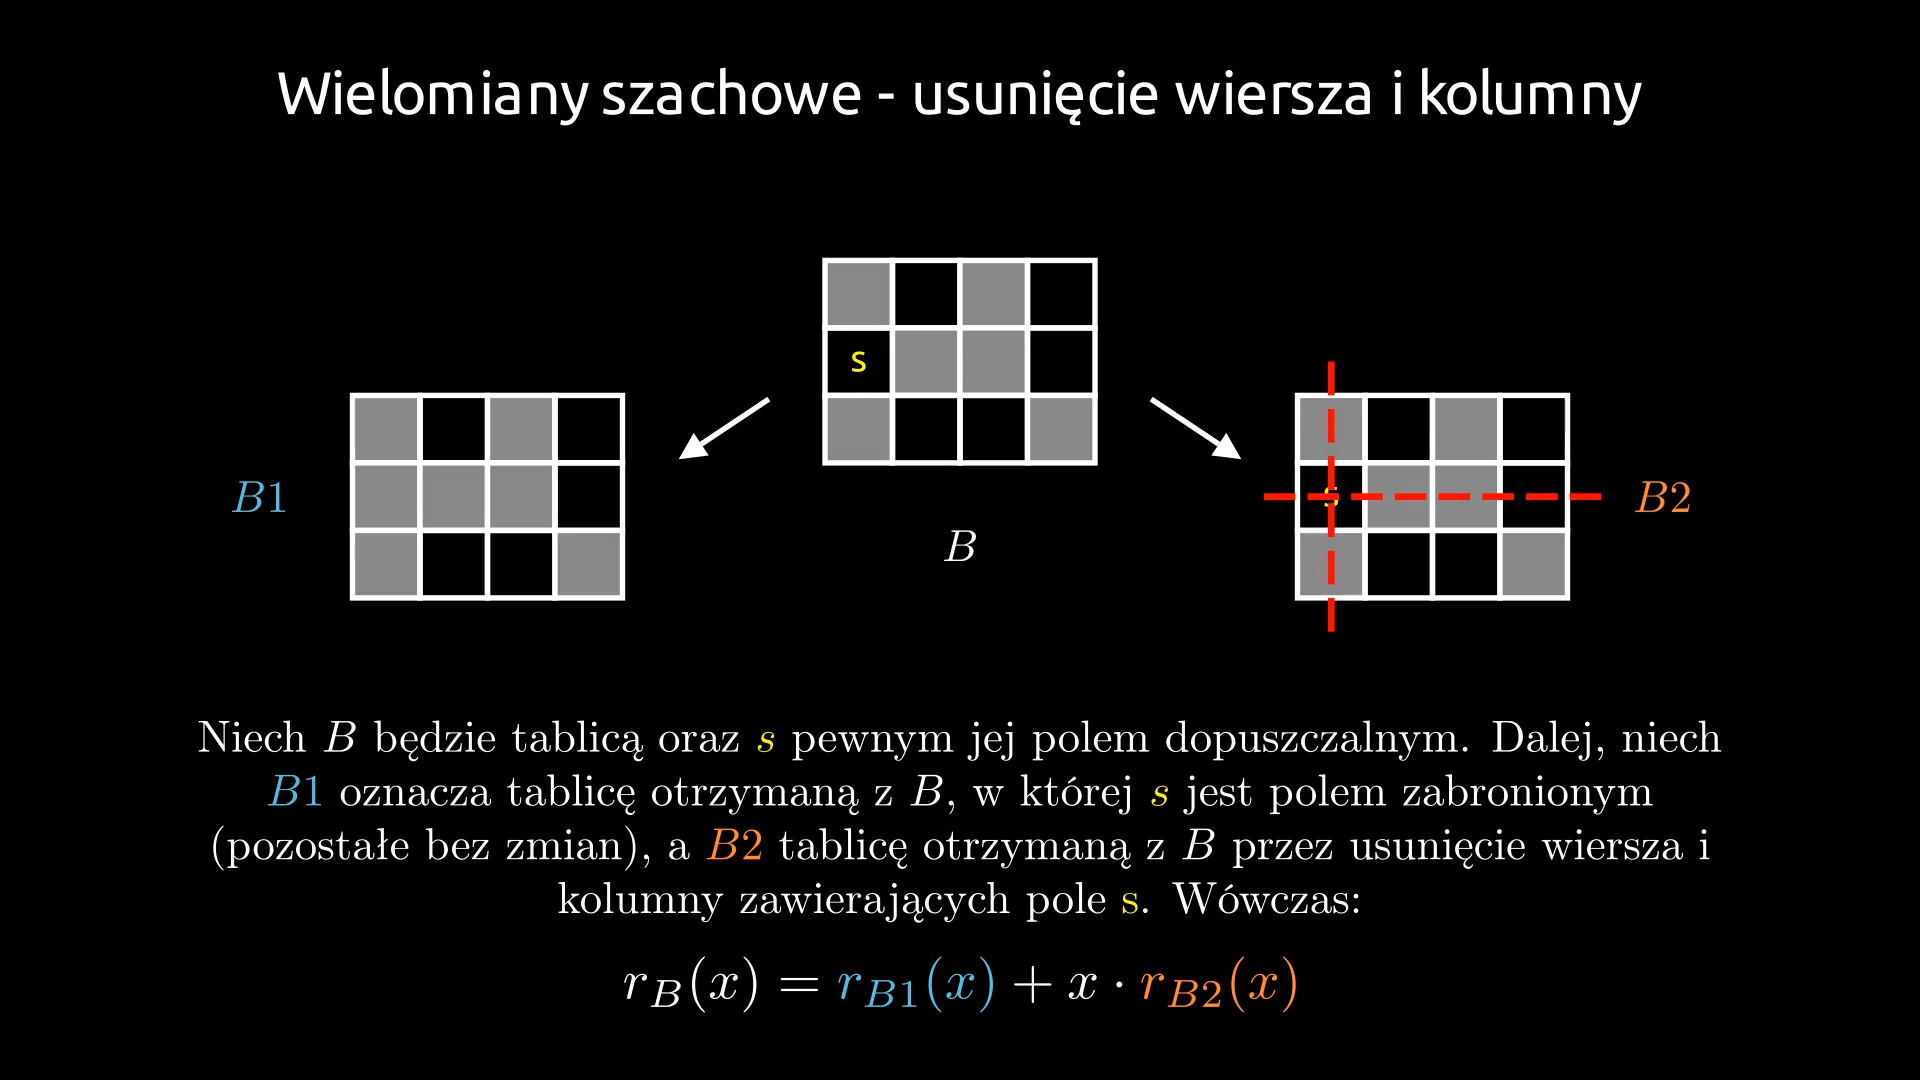 Wielomiany szachowe - usunięcie wiersza i kolumny
s
B1
B
s
B2
Niech B będzie tablicą oraz s pewnym jej polem dopuszczalnym. Dalej, niech
B1 oznacza tablicę otrzymaną z B, w której s jest polem zabronionym
(pozostałe bez zmian), a B2 tablicę otrzymaną z B przez usunięcie wiersza i
kolumny zawierających pole s. Wówczas:
r_B(x) = r_{B1}(x) + x · r_{B2}(x)